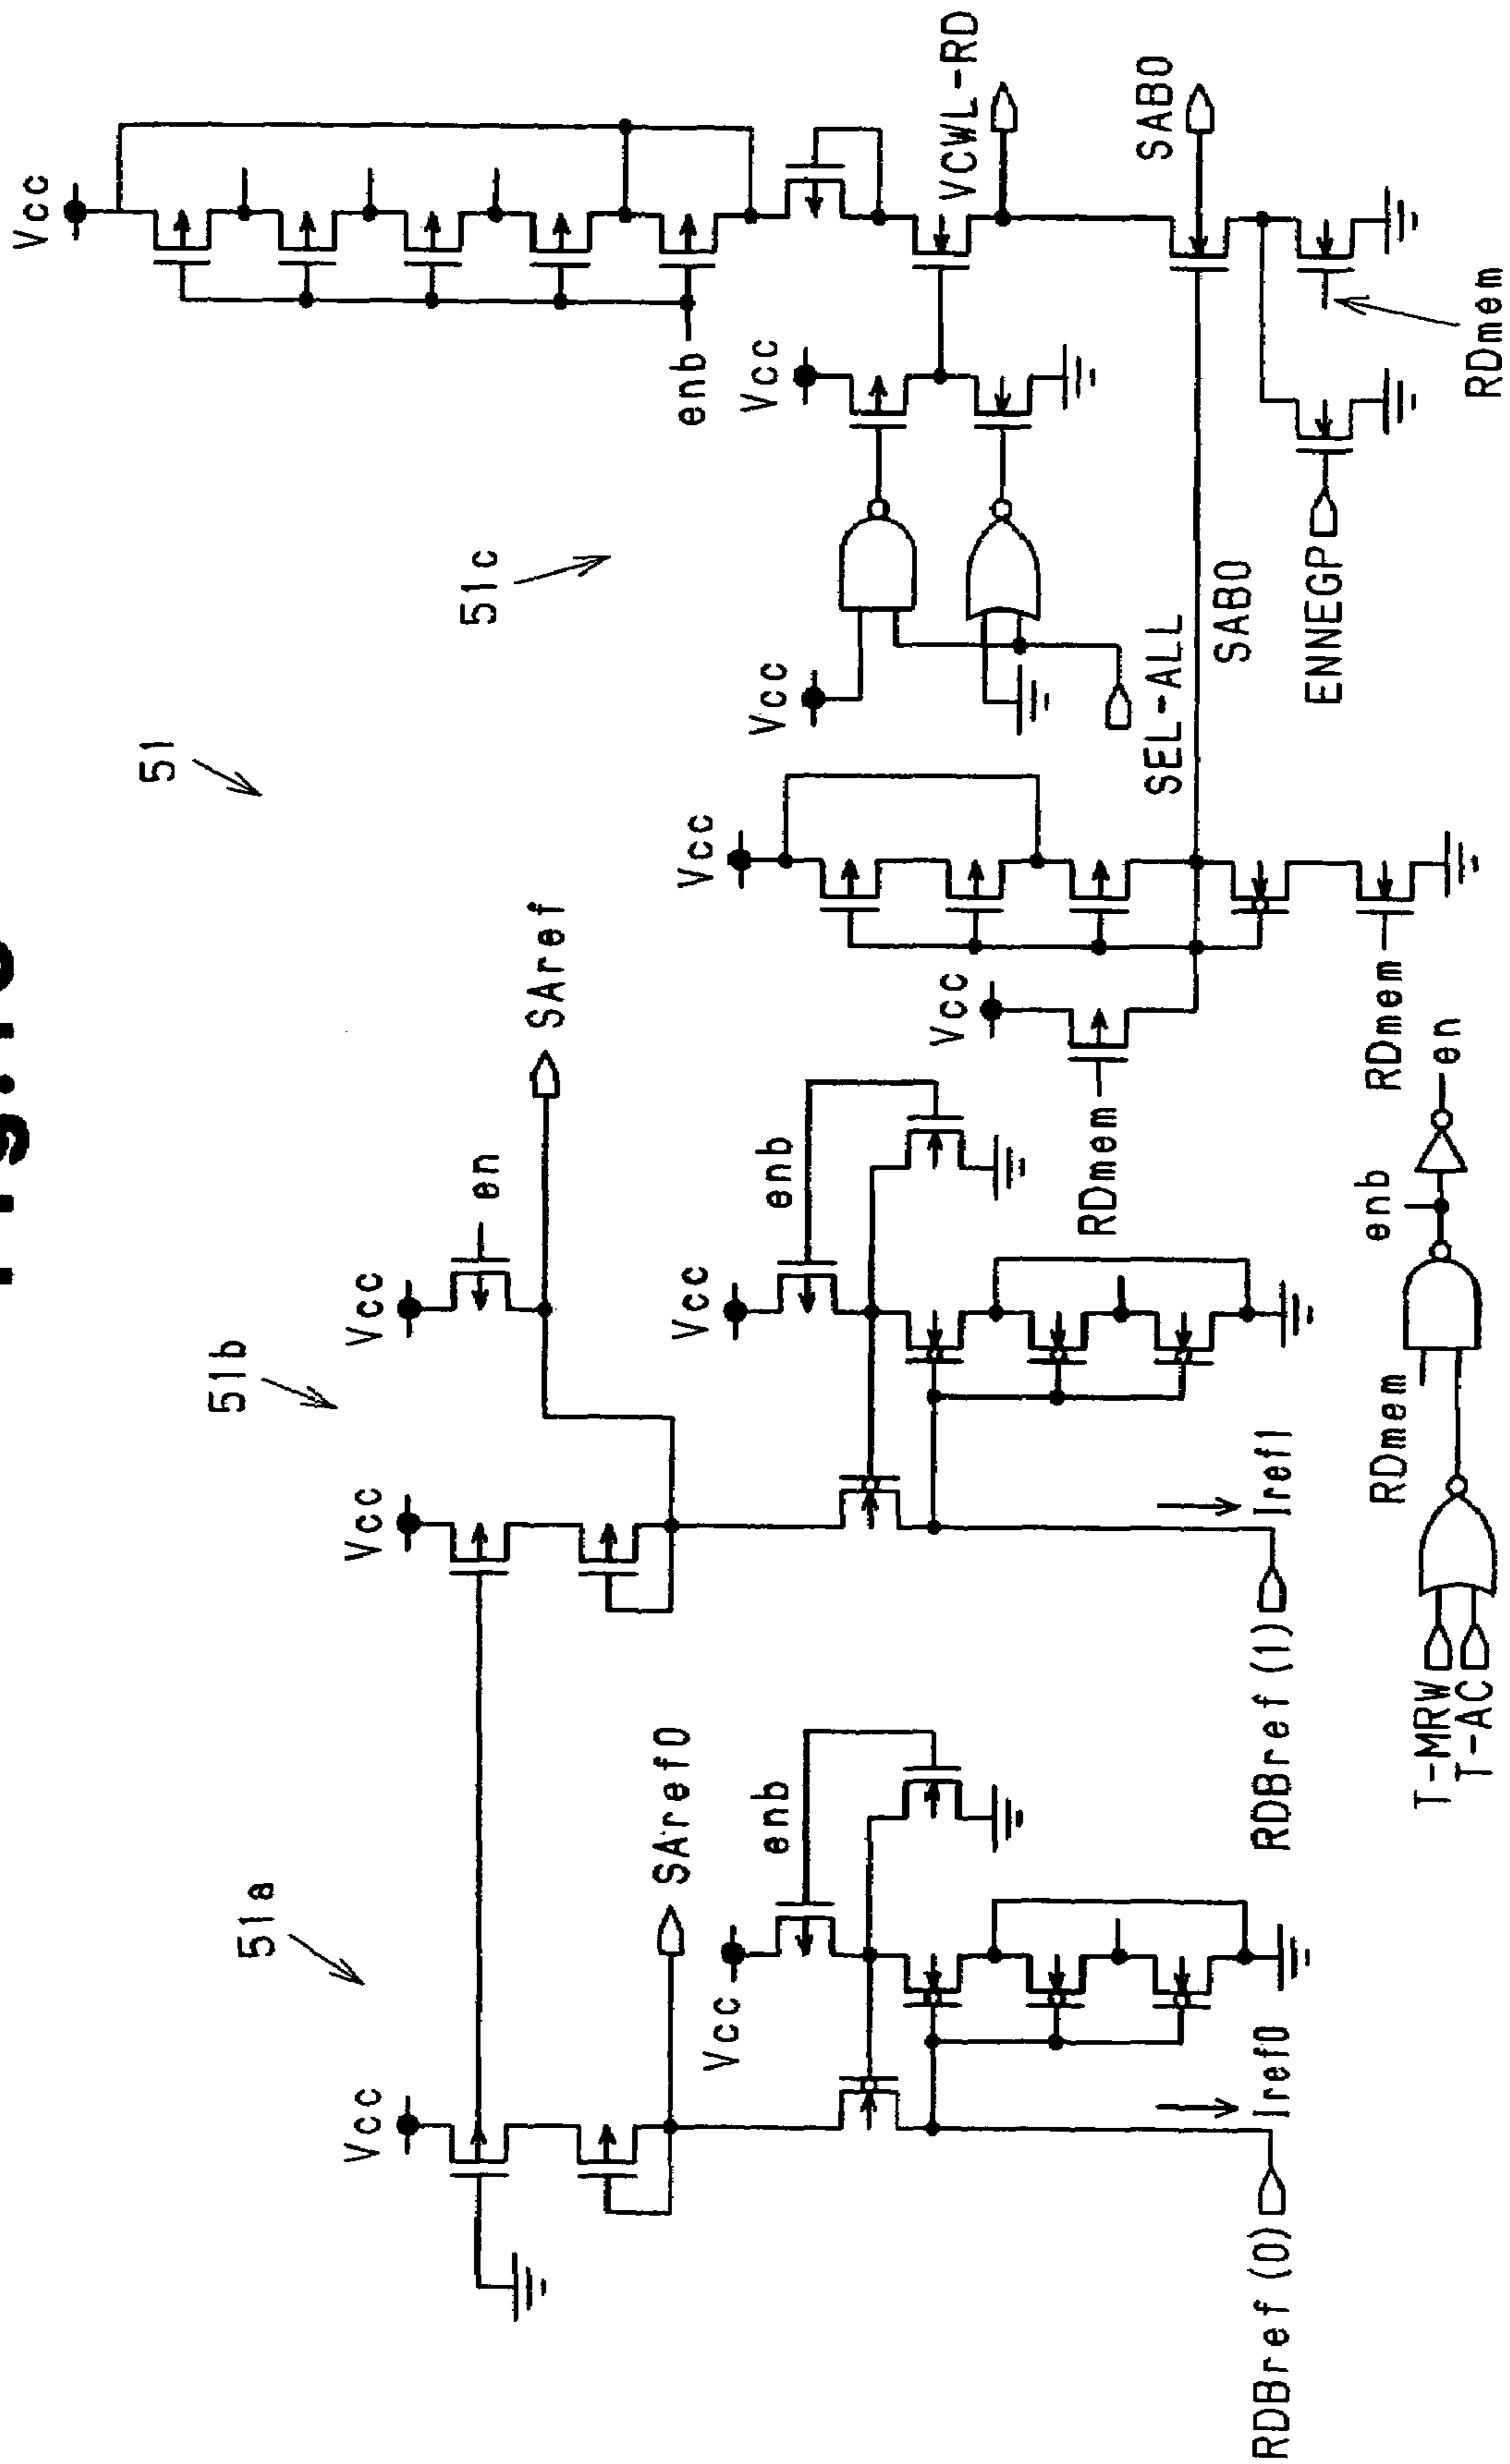 51
51a
51b
51c
Vcc
Vcc
Vcc
en
SAref
SAref0
Vcc
enb
Vcc
enb
RDBref (0)
Iref0
RDBref (1)
Iref1
T-MRW
T-AC
RDmem
enb
en
Vcc
RDmem
Vcc
RDmem
SEL-ALL
SAB0
Vcc
Vcc
enb
Vcc
VCWL-RD
SAB0
ENNEGP
RDmem